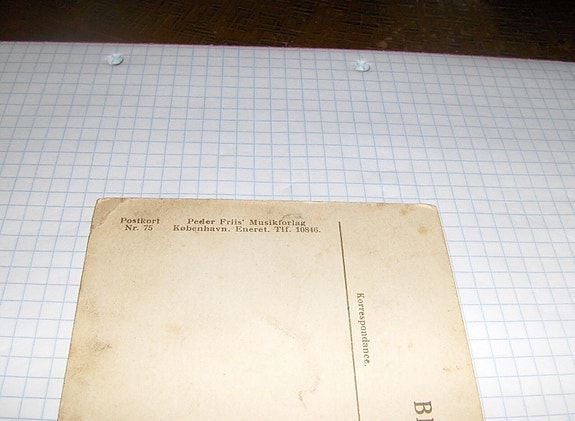 Postkort
Nr. 75
Peder Friis' Musikforlag
København. Eneret. Tlf. 10846.
Korrespondance.